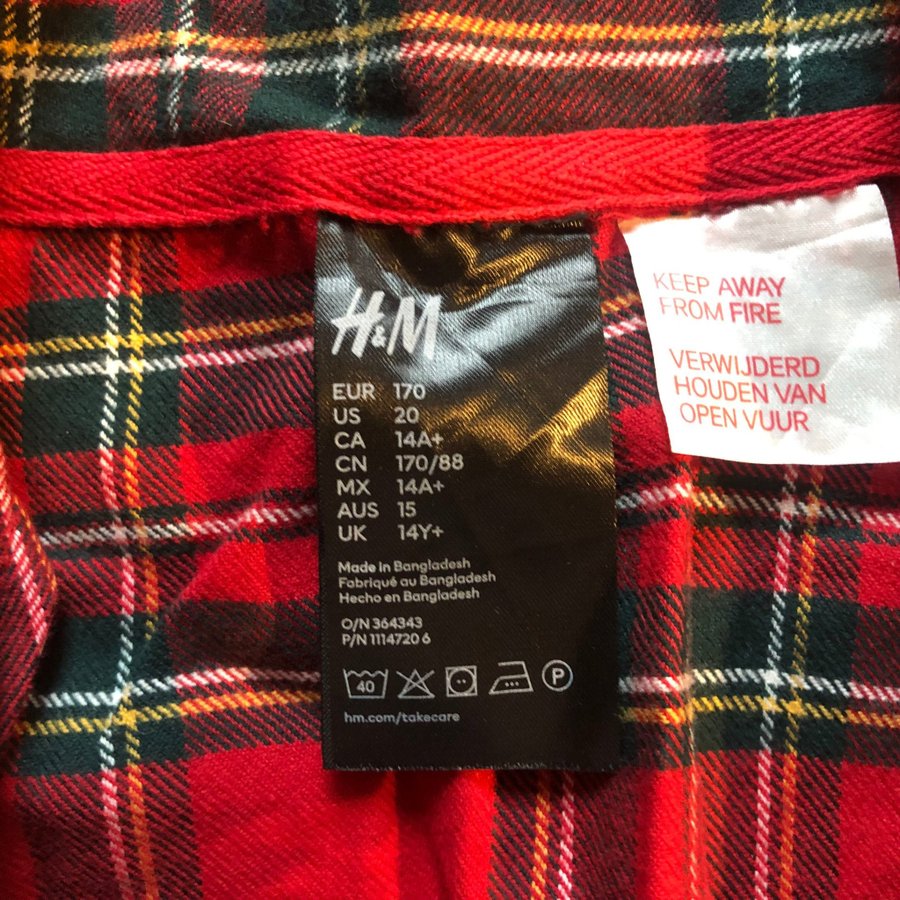 H&M
EUR 170
US 20
CA 14A+
CN 170/88
MX 14A+
AUS 15
UK 14Y+
Made in Bangladesh
Fabriqué au Bangladesh
Hecho en Bangladesh
O/N 364343
P/N 1114720 6
40
P
hm.com/takecare
KEEP AWAY
FROM FIRE
VERWIJDERD
HOUDEN VAN
OPEN VUUR